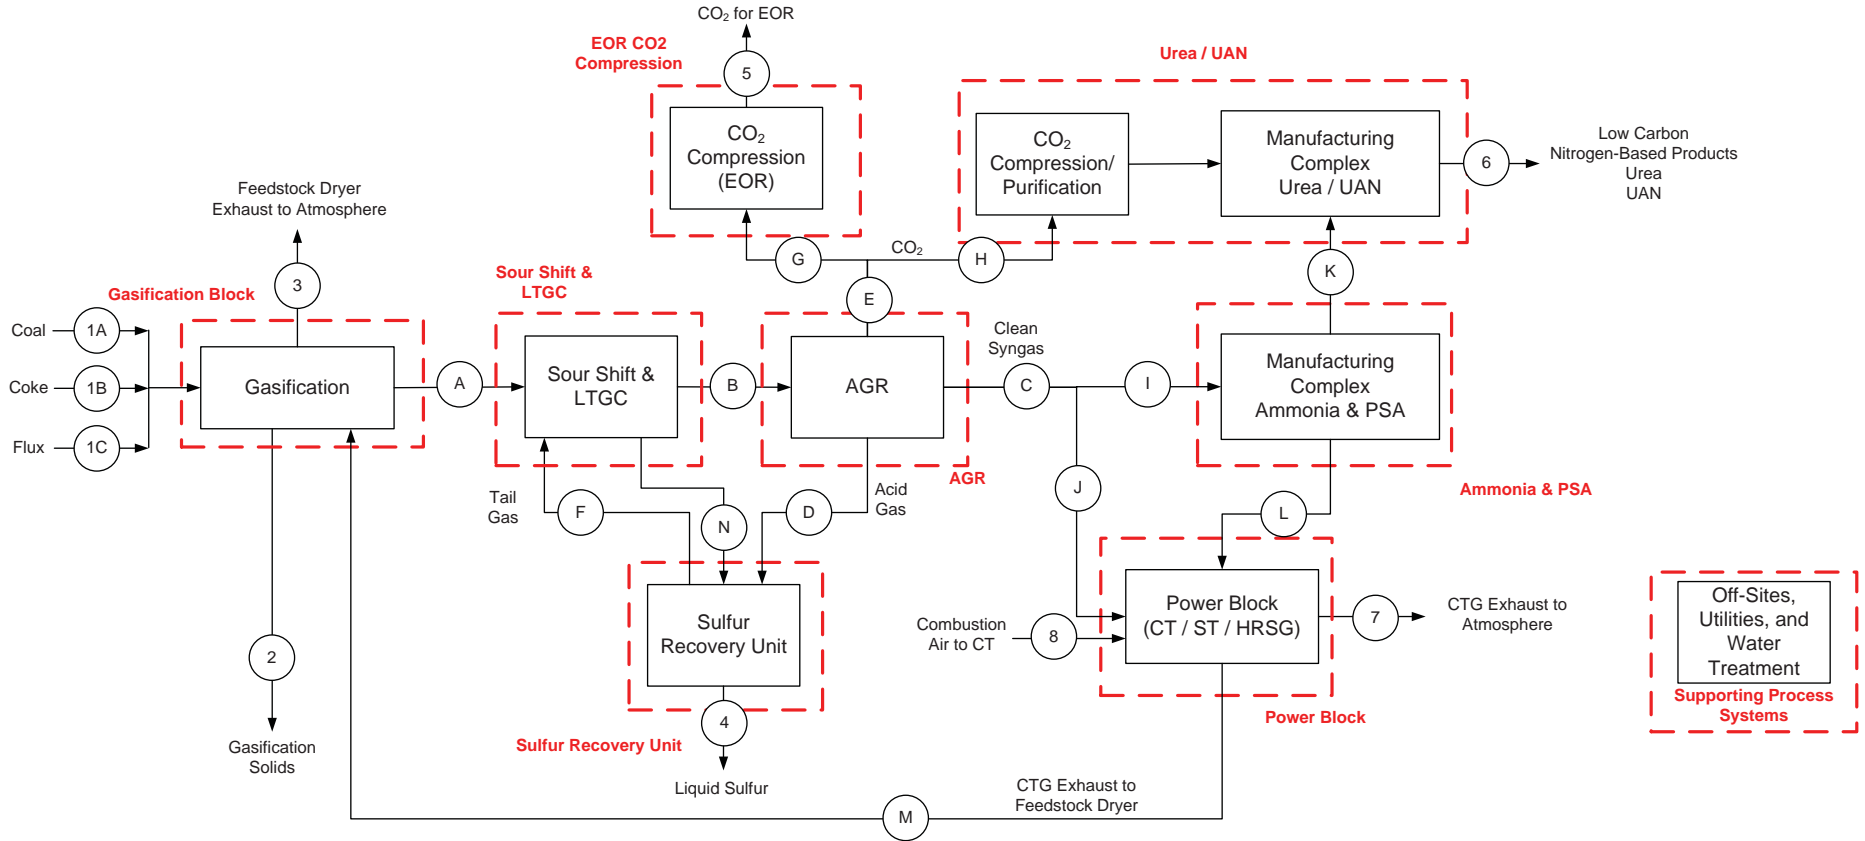 CO₂ for EOR
5
EOR CO2
Compression
CO₂
Compression
(EOR)
Urea / UAN
CO₂
Compression/
Purification
Manufacturing
Complex
Urea / UAN
6
Low Carbon
Nitrogen-Based Products
Urea
UAN
Feedstock Dryer
Exhaust to Atmosphere
3
G
CO₂
H
K
E
Gasification Block
Sour Shift &
LTGC
Coal
1A
Coke
1B
Flux
1C
Gasification
A
Sour Shift &
LTGC
B
AGR
Clean
Syngas
C
I
Manufacturing
Complex
Ammonia & PSA
AGR
Ammonia & PSA
Tail
Gas
F
N
D
Acid
Gas
J
L
Sulfur
Recovery Unit
Combustion
Air to CT
8
Power Block
(CT / ST / HRSG)
7
CTG Exhaust to
Atmosphere
Off-Sites,
Utilities, and
Water
Treatment
Supporting Process
Systems
2
Gasification
Solids
Sulfur Recovery Unit
4
Liquid Sulfur
Power Block
CTG Exhaust to
Feedstock Dryer
M